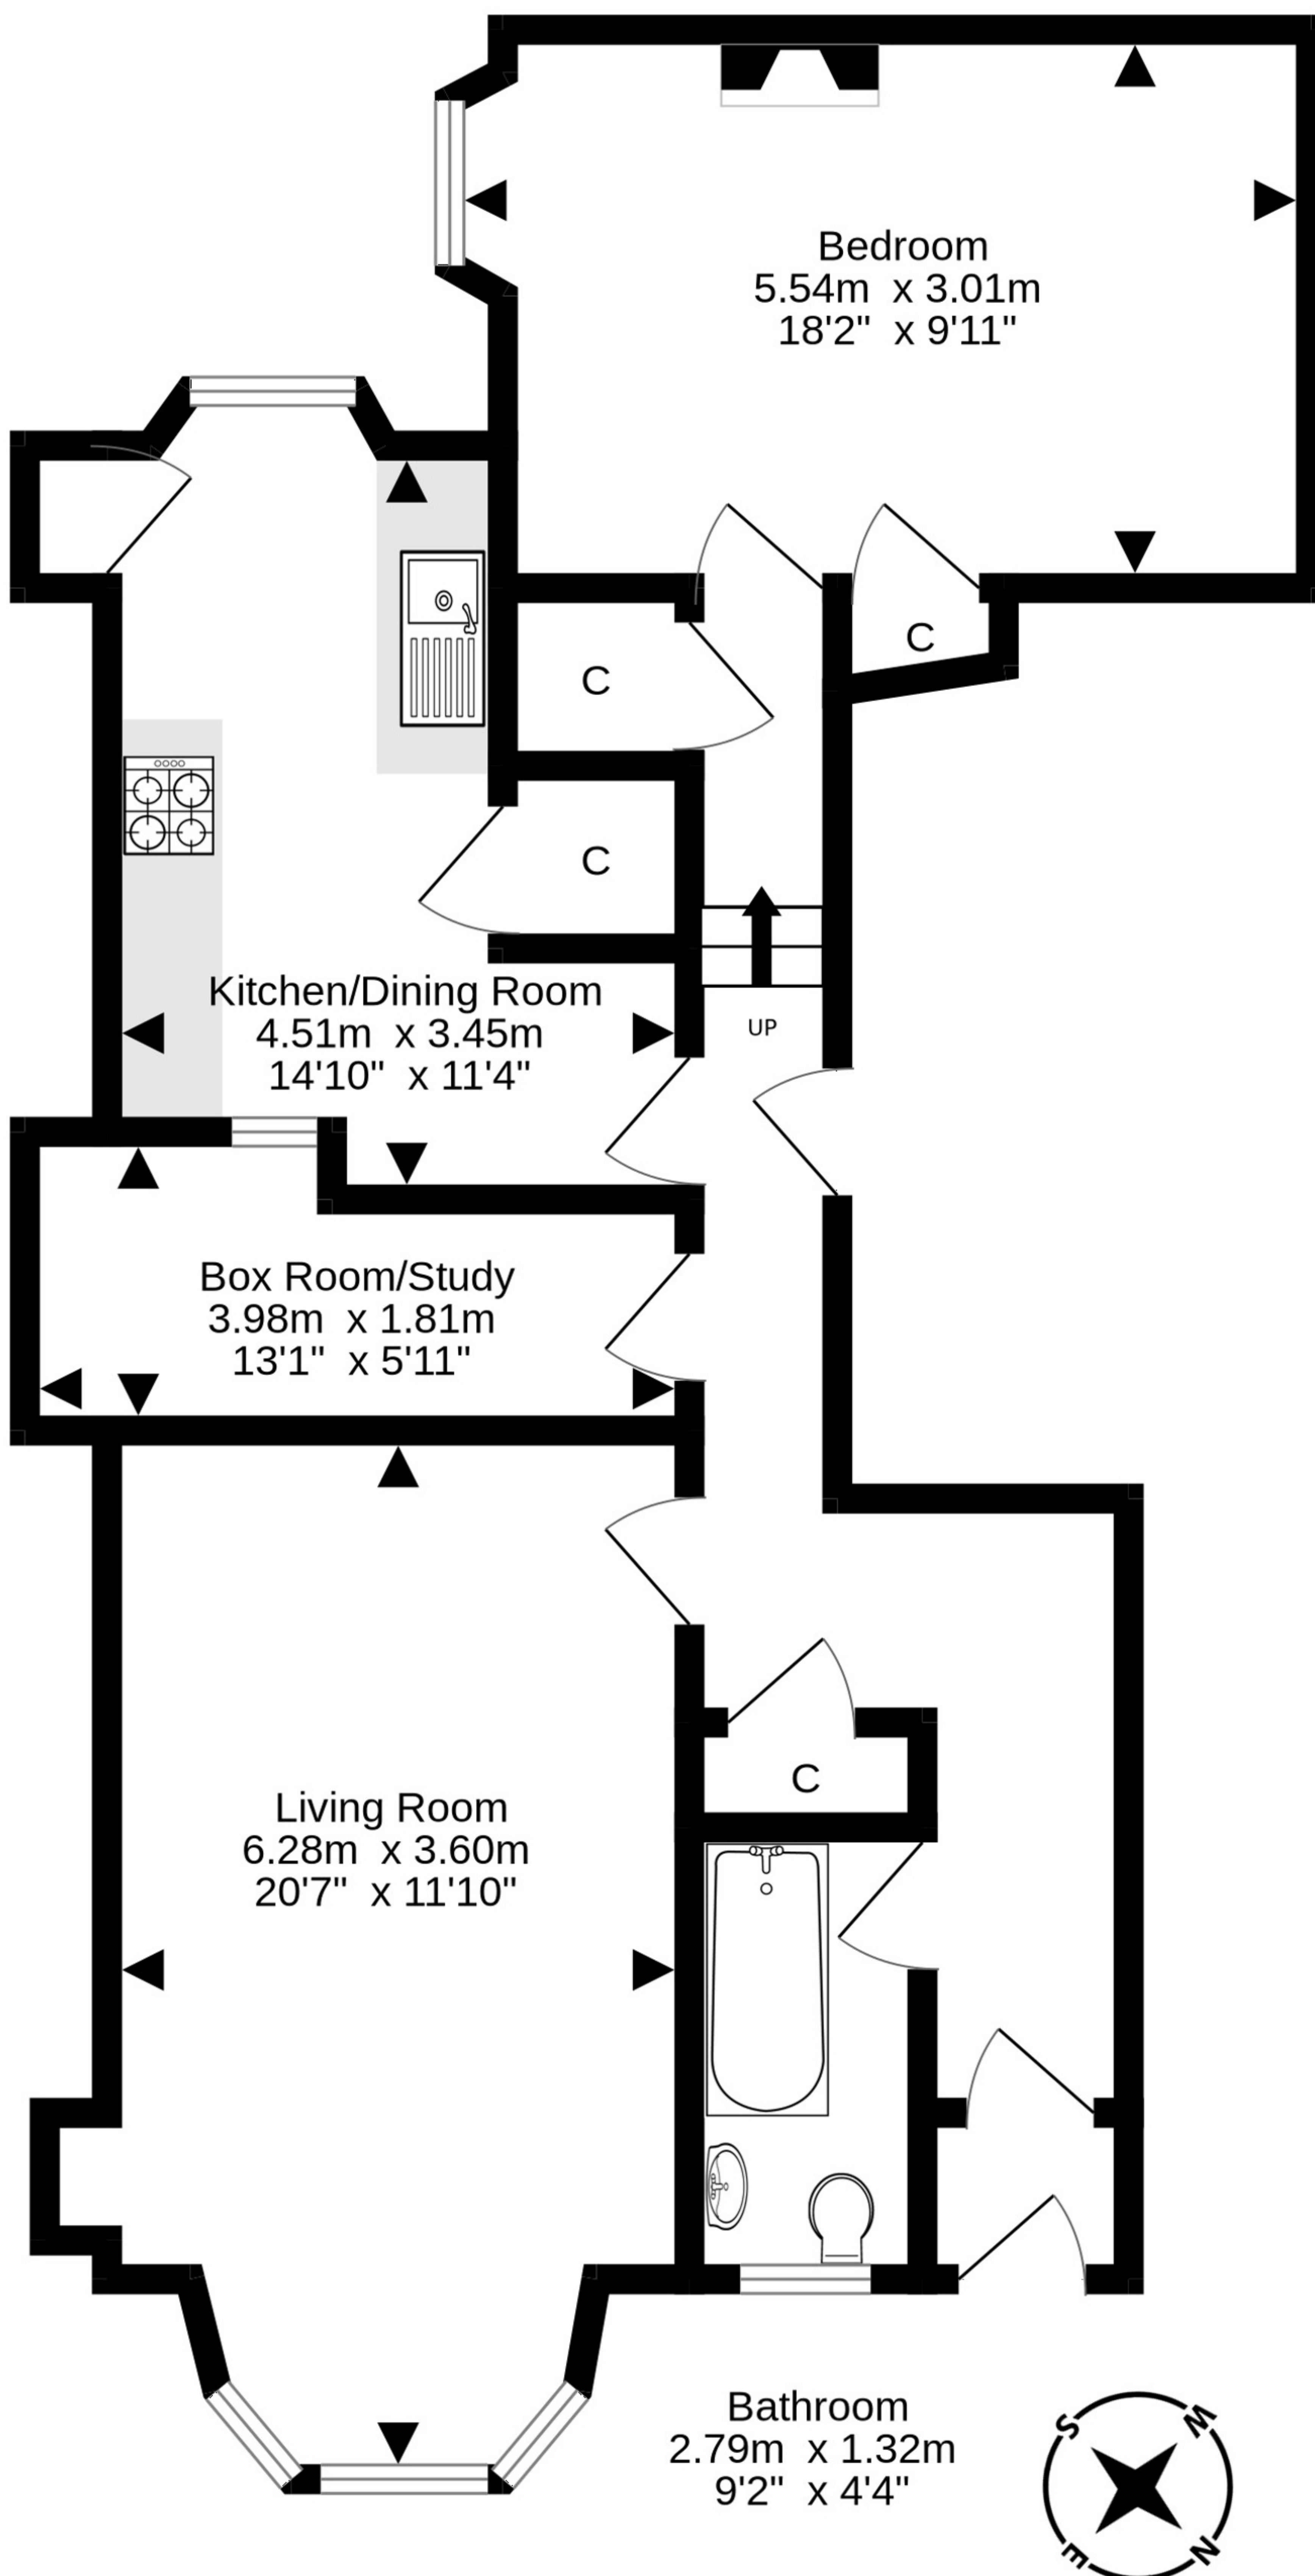 Bedroom
5.54m x 3.01m
18'2" x 9'11"
C
C
C
Kitchen/Dining Room
4.51m x 3.45m
14'10" x 11'4"
UP
Box Room/Study
3.98m x 1.81m
13'1" x 5'11"
C
Living Room
6.28m x 3.60m
20'7" x 11'10"
Bathroom
2.79m x 1.32m
9'2" x 4'4"
S W
E N